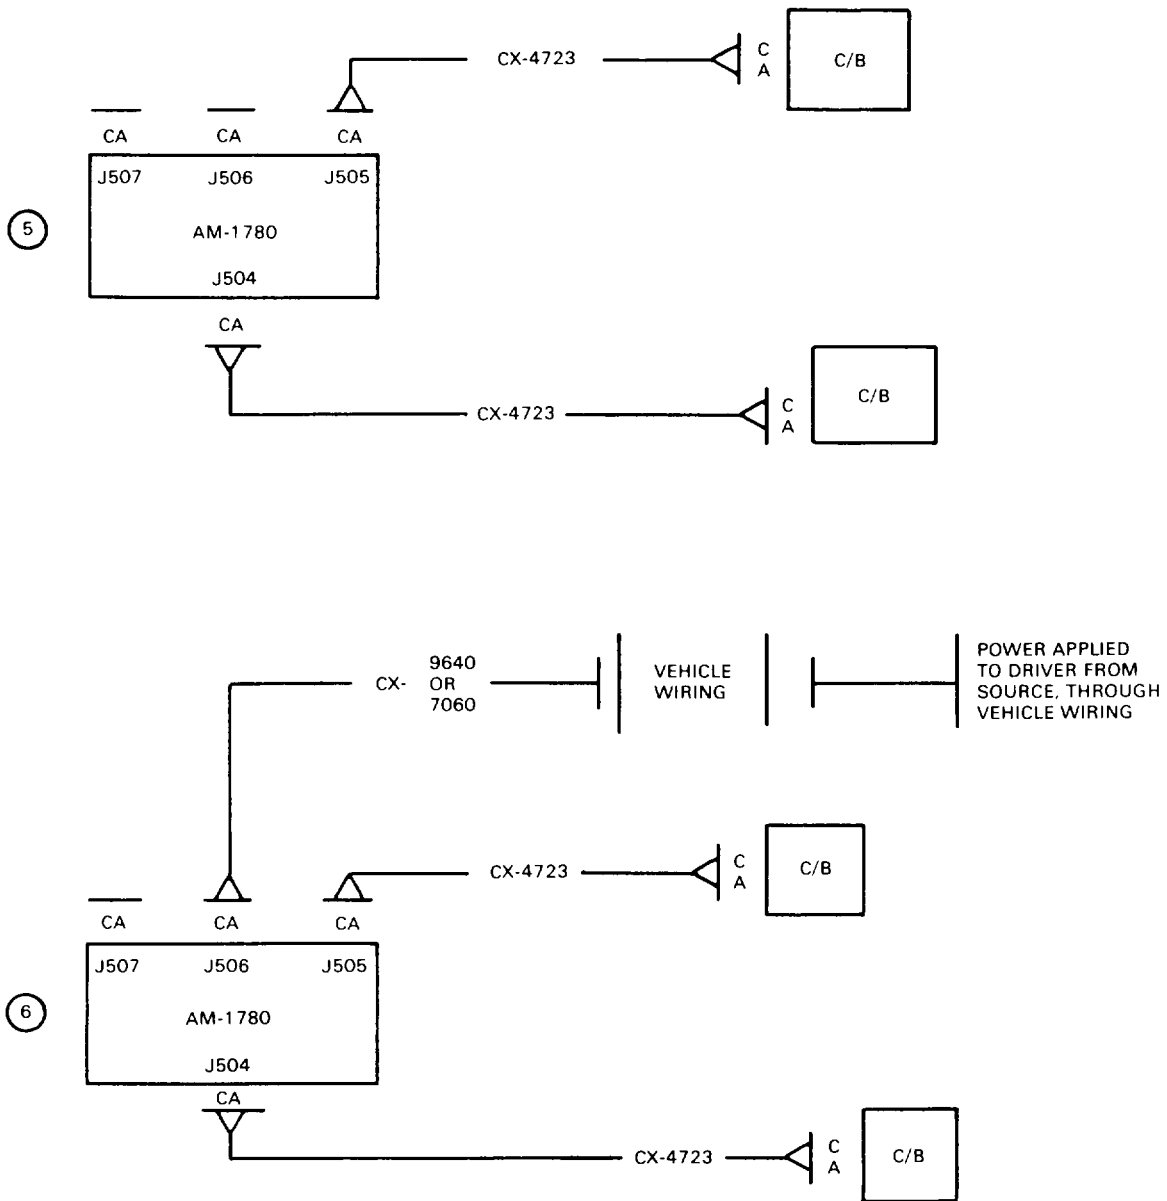 CX-4723
C
A
C/B
CA CA CA
J507 J506 J505
5
AM-1780
J504
CA
CX-4723
C
A
C/B
CX- 9640
OR
7060
VEHICLE
WIRING
POWER APPLIED
TO DRIVER FROM
SOURCE, THROUGH
VEHICLE WIRING
CX-4723
C
A
C/B
CA CA CA
J507 J506 J505
6
AM-1780
J504
CA
CX-4723
C
A
C/B